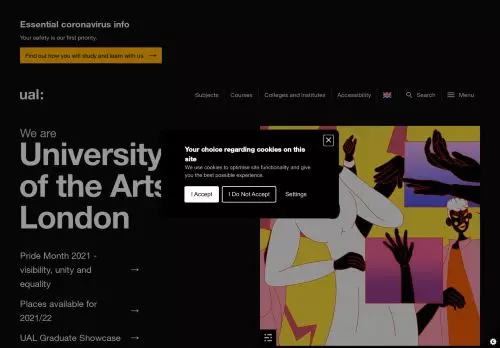 Essential coronavirus info
Your safety is our first priority.
Find out how you will study and learn with us →
ual:
Subjects
Courses
Colleges and Institutes
Accessibility
Search
Menu
We are
University
of the Arts
London
Your choice regarding cookies on this
site
We use cookies to optimise site functionality and give
you the best possible experience.
I Accept
I Do Not Accept
Settings
Pride Month 2021 -
visibility, unity and
equality
→
Places available for
2021/22
→
UAL Graduate Showcase
→